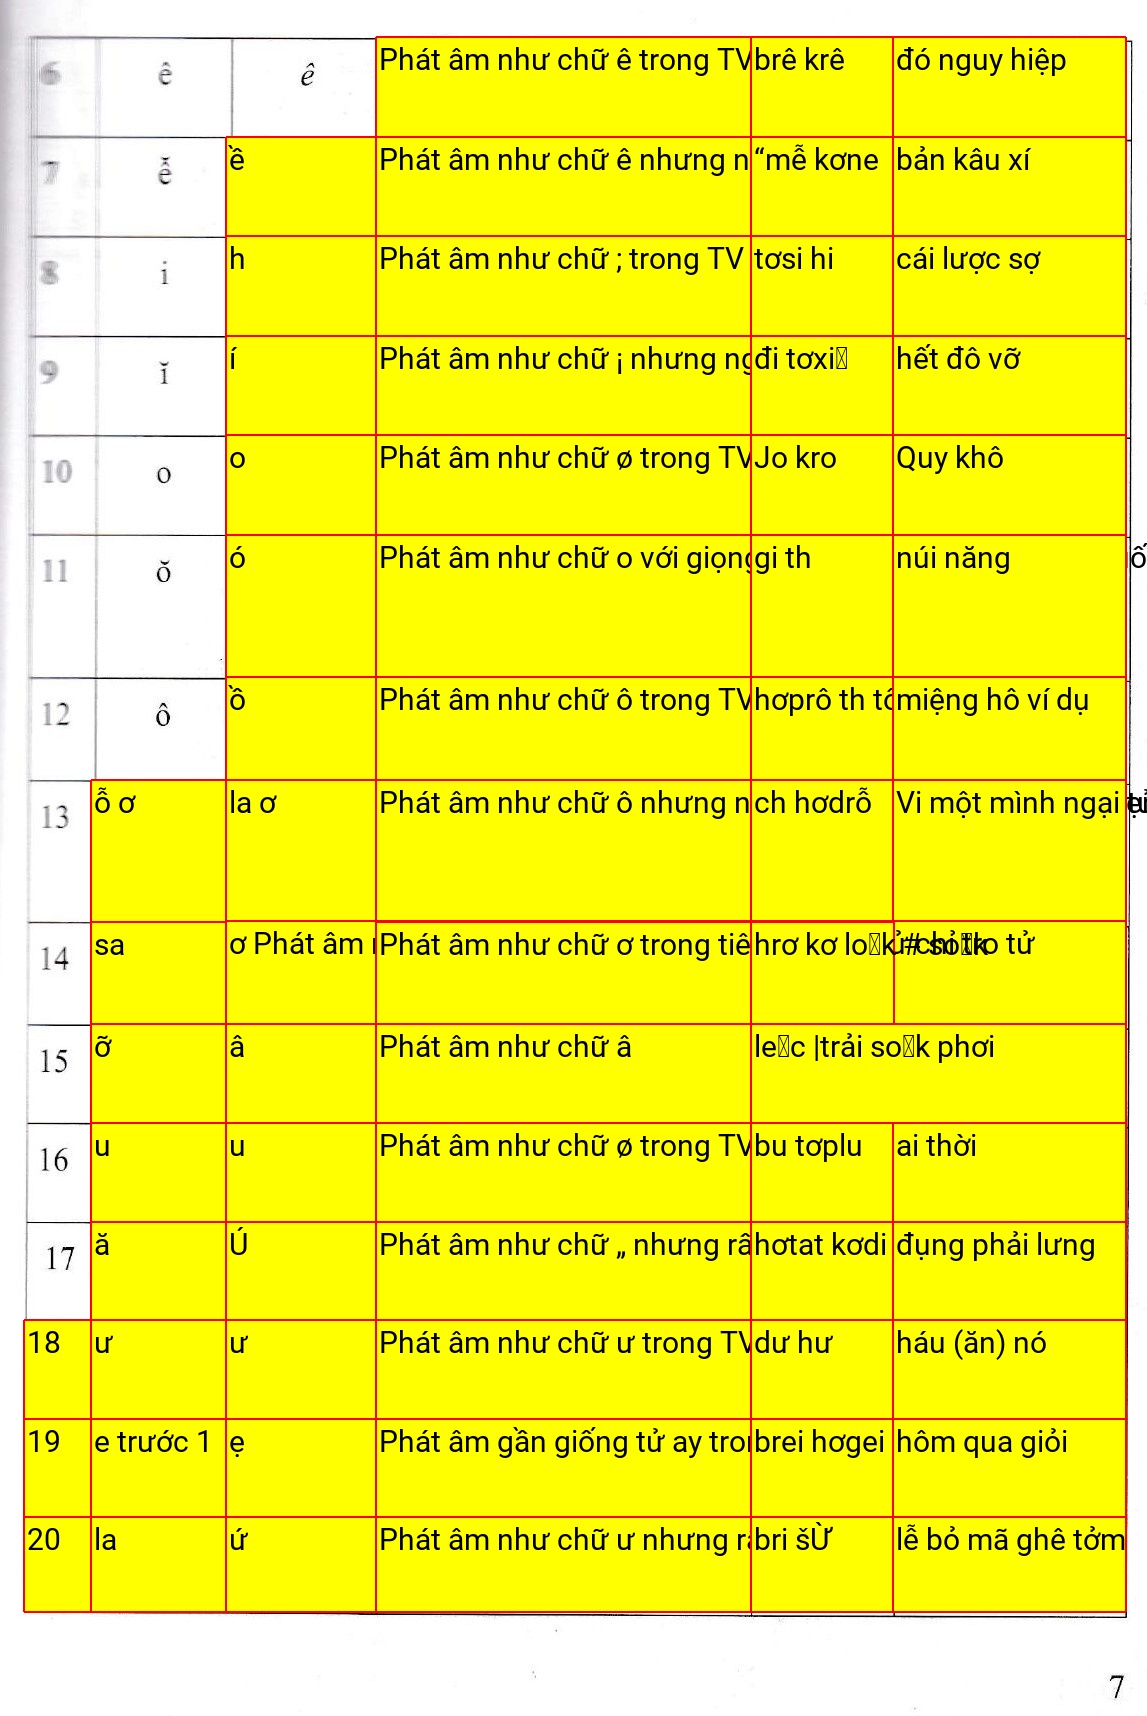 6 ê ê Phát âm như chữ ê trong TV brê krê đó nguy hiệp
7 ê̆ ề Phát âm như chữ ê nhưng n “mễ kơne bản kâu xí
8 i h Phát âm như chữ ; trong TV tơsi hi cái lược sợ
9 ĭ í Phát âm như chữ ¡ nhưng ng đi tơxi hết đô vỡ
10 o o Phát âm như chữ ø trong TV Jo kro Quy khô
11 ŏ ó Phát âm như chữ o với giọng gi th núi năng ố
12 ô ồ Phát âm như chữ ô trong TV hơprô th tô miệng hô ví dụ
13 ỗ ơ la ơ Phát âm như chữ ô nhưng n ch hơdrỗ Vi một mình ngại
14 sa ơ Phát âm Phát âm như chữ ơ trong tiê hrơ kơ lo tro tử
15 ỡ â Phát âm như chữ â le c |trải so k phơi
16 u u Phát âm như chữ ø trong TV bu tơplu ai thời
17 ă Ú Phát âm như chữ „ nhưng râ hơtat kơdi đụng phải lưng
18 ư ư Phát âm như chữ ư trong TV dư hư háu (ăn) nó
19 e trước 1 ẹ Phát âm gần giống tử ay tron brei hơgei hôm qua giỏi
20 la ứ Phát âm như chữ ư nhưng ra bri šỪ lễ bỏ mã ghê tởm
7